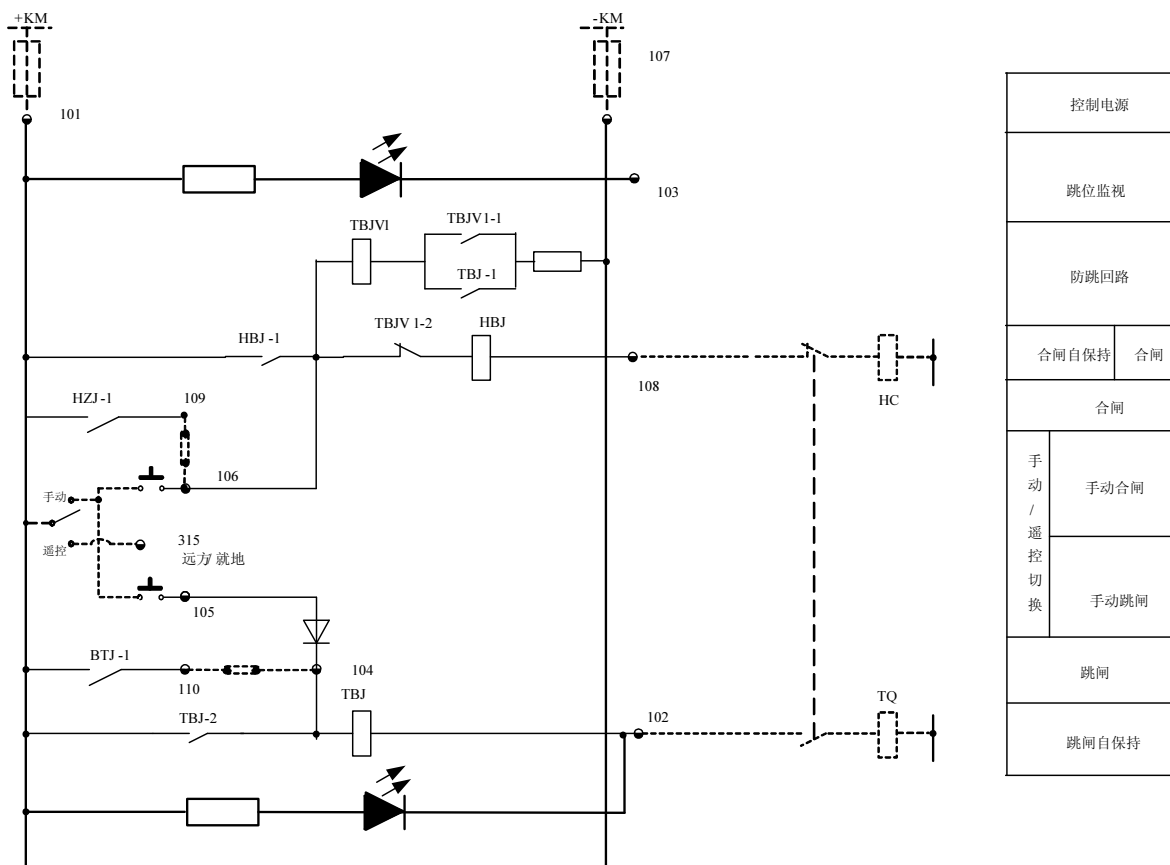 +KM
-KM
107
101
控制电源
103
跳位监视
TBJV1
TBJV 1-1
TBJ -1
防跳回路
HBJ -1
TBJV 1-2
HBJ
108
HC
合闸自保持
合闸
HZJ -1
109
合闸
106
手动
遥控
315
远方/就地
手动/遥控切换
手动合闸
105
手动跳闸
BTJ -1
110
104
跳闸
TBJ
TBJ-2
102
TQ
跳闸自保持